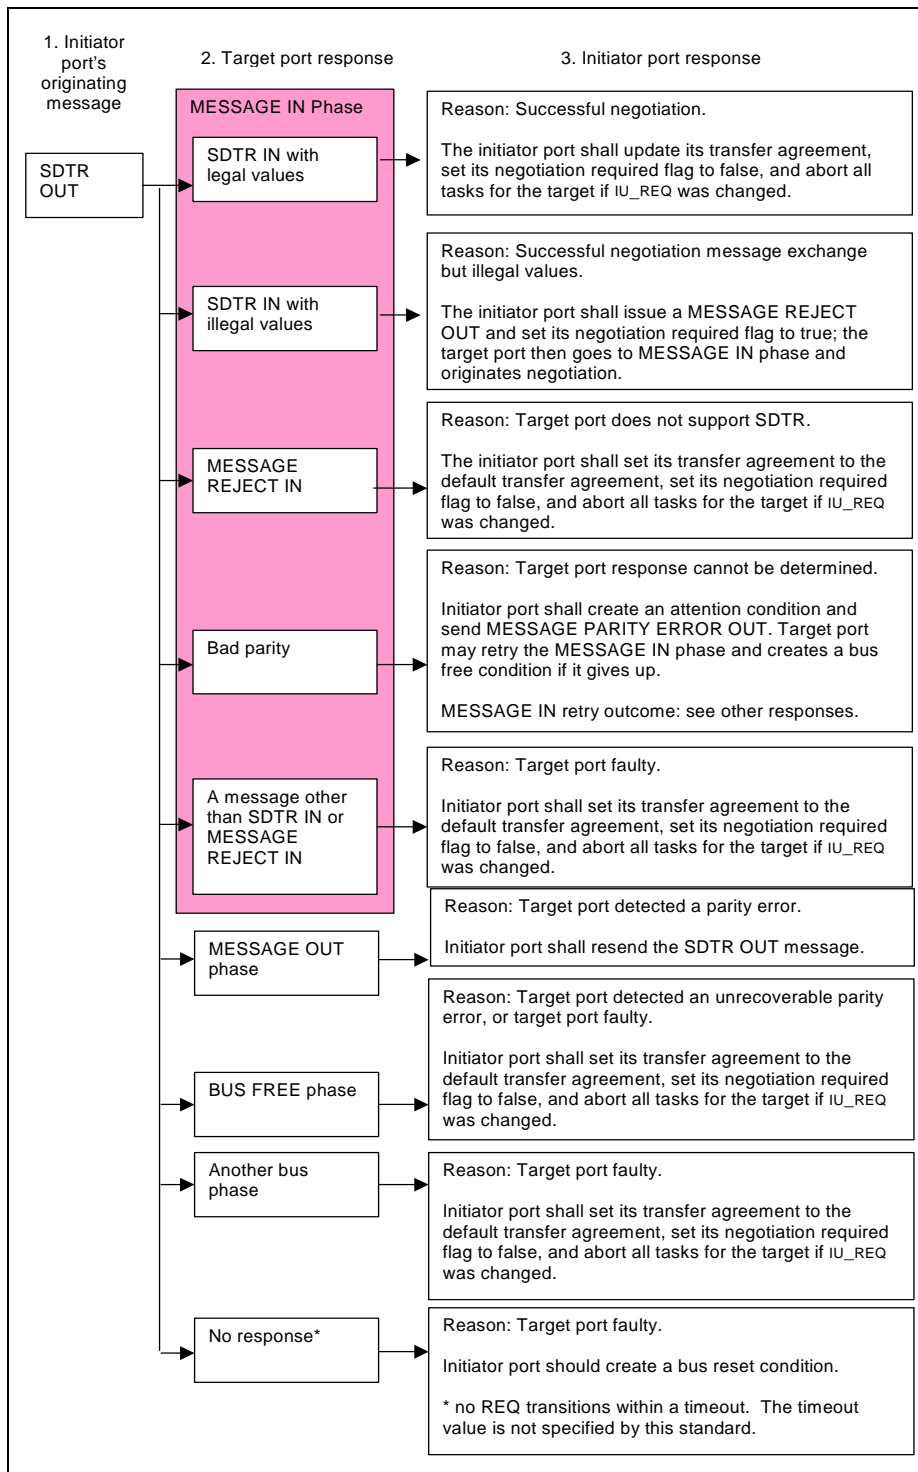 1. Initiator
port's
originating
message
2. Target port response
3. Initiator port response
SDTR
OUT
MESSAGE IN Phase
SDTR IN with
legal values
Reason: Successful negotiation.
The initiator port shall update its transfer agreement,
set its negotiation required flag to false, and abort all
tasks for the target if IU_REQ was changed.
SDTR IN with
illegal values
Reason: Successful negotiation message exchange
but illegal values.
The initiator port shall issue a MESSAGE REJECT
OUT and set its negotiation required flag to true; the
target port then goes to MESSAGE IN phase and
originates negotiation.
MESSAGE
REJECT IN
Reason: Target port does not support SDTR.
The initiator port shall set its transfer agreement to the
default transfer agreement, set its negotiation required
flag to false, and abort all tasks for the target if IU_REQ
was changed.
Bad parity
Reason: Target port response cannot be determined.
Initiator port shall create an attention condition and
send MESSAGE PARITY ERROR OUT. Target port
may retry the MESSAGE IN phase and creates a bus
free condition if it gives up.
MESSAGE IN retry outcome: see other responses.
A message other
than SDTR IN or
MESSAGE
REJECT IN
Reason: Target port faulty.
Initiator port shall set its transfer agreement to the
default transfer agreement, set its negotiation required
flag to false, and abort all tasks for the target if IU_REQ
was changed.
MESSAGE OUT
phase
Reason: Target port detected a parity error.
Initiator port shall resend the SDTR OUT message.
BUS FREE phase
Reason: Target port detected an unrecoverable parity
error, or target port faulty.
Initiator port shall set its transfer agreement to the
default transfer agreement, set its negotiation required
flag to false, and abort all tasks for the target if IU_REQ
was changed.
Another bus
phase
Reason: Target port faulty.
Initiator port shall set its transfer agreement to the
default transfer agreement, set its negotiation required
flag to false, and abort all tasks for the target if IU_REQ
was changed.
No response*
Reason: Target port faulty.
Initiator port should create a bus reset condition.
* no REQ transitions within a timeout. The timeout
value is not specified by this standard.